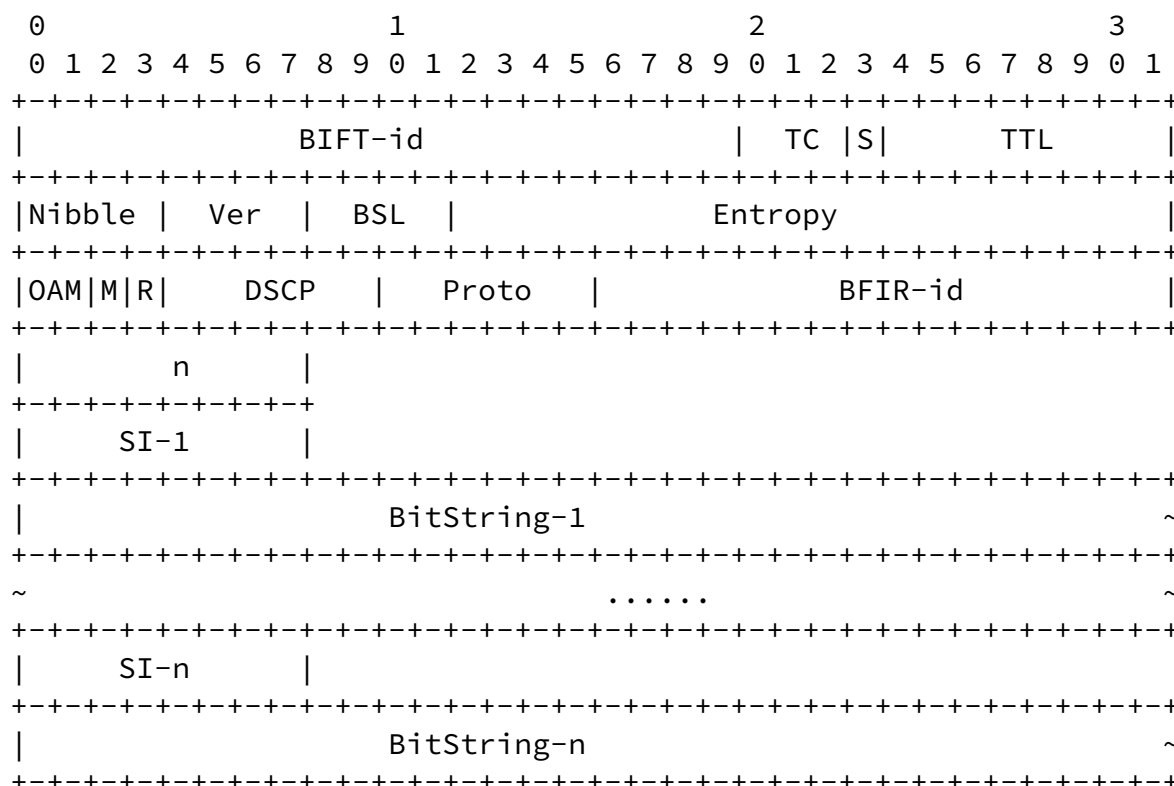 0                   1                   2                   3
 0 1 2 3 4 5 6 7 8 9 0 1 2 3 4 5 6 7 8 9 0 1 2 3 4 5 6 7 8 9 0 1
+-+-+-+-+-+-+-+-+-+-+-+-+-+-+-+-+-+-+-+-+-+-+-+-+-+-+-+-+-+-+-+-+
|               BIFT-id                 |  TC |S|      TTL      |
+-+-+-+-+-+-+-+-+-+-+-+-+-+-+-+-+-+-+-+-+-+-+-+-+-+-+-+-+-+-+-+-+
|Nibble |  Ver  |  BSL  |              Entropy                  |
+-+-+-+-+-+-+-+-+-+-+-+-+-+-+-+-+-+-+-+-+-+-+-+-+-+-+-+-+-+-+-+-+
|OAM|M|R|    DSCP   |   Proto   |             BFIR-id           |
+-+-+-+-+-+-+-+-+-+-+-+-+-+-+-+-+-+-+-+-+-+-+-+-+-+-+-+-+-+-+-+-+
|        n      |
+-+-+-+-+-+-+-+-+
|     SI-1      |
+-+-+-+-+-+-+-+-+-+-+-+-+-+-+-+-+-+-+-+-+-+-+-+-+-+-+-+-+-+-+-+-+
|                    BitString-1                                ~
+-+-+-+-+-+-+-+-+-+-+-+-+-+-+-+-+-+-+-+-+-+-+-+-+-+-+-+-+-+-+-+-+
~                                ......                         ~
+-+-+-+-+-+-+-+-+-+-+-+-+-+-+-+-+-+-+-+-+-+-+-+-+-+-+-+-+-+-+-+-+
|     SI-n      |
+-+-+-+-+-+-+-+-+-+-+-+-+-+-+-+-+-+-+-+-+-+-+-+-+-+-+-+-+-+-+-+-+
|                    BitString-n                                ~
+-+-+-+-+-+-+-+-+-+-+-+-+-+-+-+-+-+-+-+-+-+-+-+-+-+-+-+-+-+-+-+-+